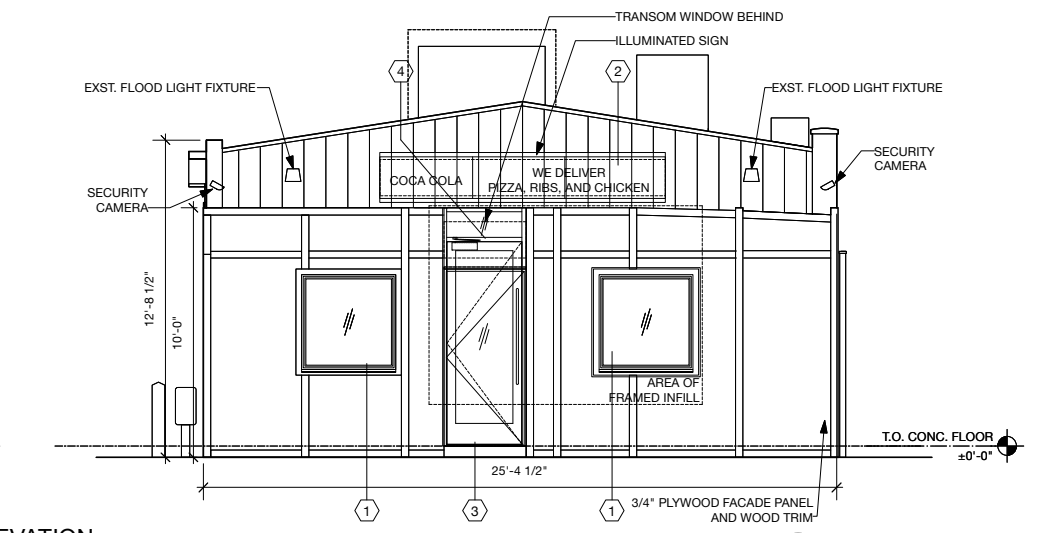 TRANSOM WINDOW BEHIND
ILLUMINATED SIGN
4
2
EXST. FLOOD LIGHT FIXTURE
EXST. FLOOD LIGHT FIXTURE
SECURITY
CAMERA
COCA COLA
WE DELIVER
PIZZA, RIBS, AND CHICKEN
SECURITY
CAMERA
12'-8 1/2"
10'-0"
AREA OF
FRAMED INFILL
T.O. CONC. FLOOR
±0'-0"
25'-4 1/2"
1
3
1
3/4" PLYWOOD FACADE PANEL
AND WOOD TRIM